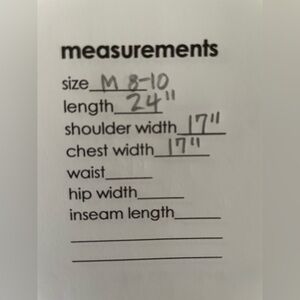 measurements
size M 8-10
length 24"
shoulder width 17"
chest width 17"
waist
hip width
inseam length